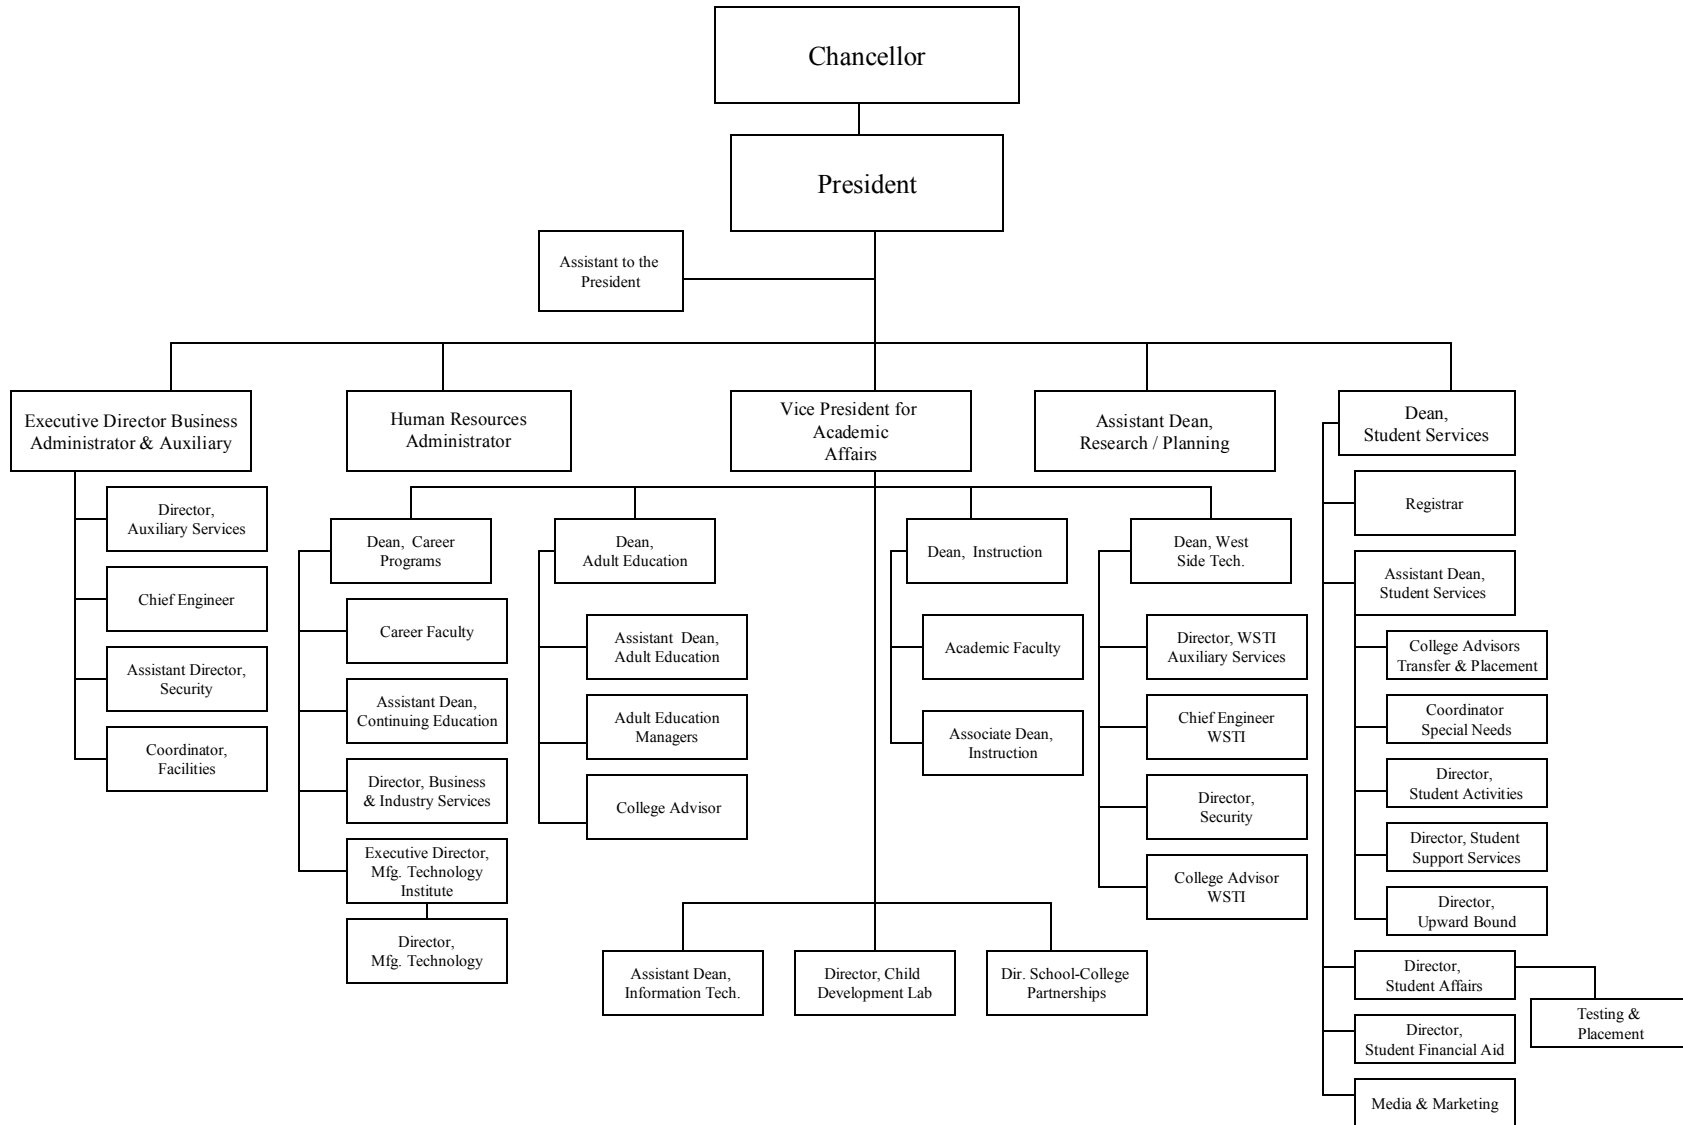 Chancellor
President
Assistant to the
President
Executive Director Business
Administrator & Auxiliary
Director,
Auxiliary Services
Chief Engineer
Assistant Director,
Security
Coordinator,
Facilities
Human Resources
Administrator
Vice President for
Academic
Affairs
Dean, Career
Programs
Career Faculty
Assistant Dean,
Continuing Education
Director, Business
& Industry Services
Executive Director,
Mfg. Technology
Institute
Director,
Mfg. Technology
Dean,
Adult Education
Assistant Dean,
Adult Education
Adult Education
Managers
College Advisor
Dean, Instruction
Academic Faculty
Associate Dean,
Instruction
Dean, West
Side Tech.
Director, WSTI
Auxiliary Services
Chief Engineer
WSTI
Director,
Security
College Advisor
WSTI
Assistant Dean,
Information Tech.
Director, Child
Development Lab
Dir. School-College
Partnerships
Assistant Dean,
Research / Planning
Dean,
Student Services
Registrar
Assistant Dean,
Student Services
College Advisors
Transfer & Placement
Coordinator
Special Needs
Director,
Student Activities
Director, Student
Support Services
Director,
Upward Bound
Director,
Student Affairs
Testing &
Placement
Director,
Student Financial Aid
Media & Marketing